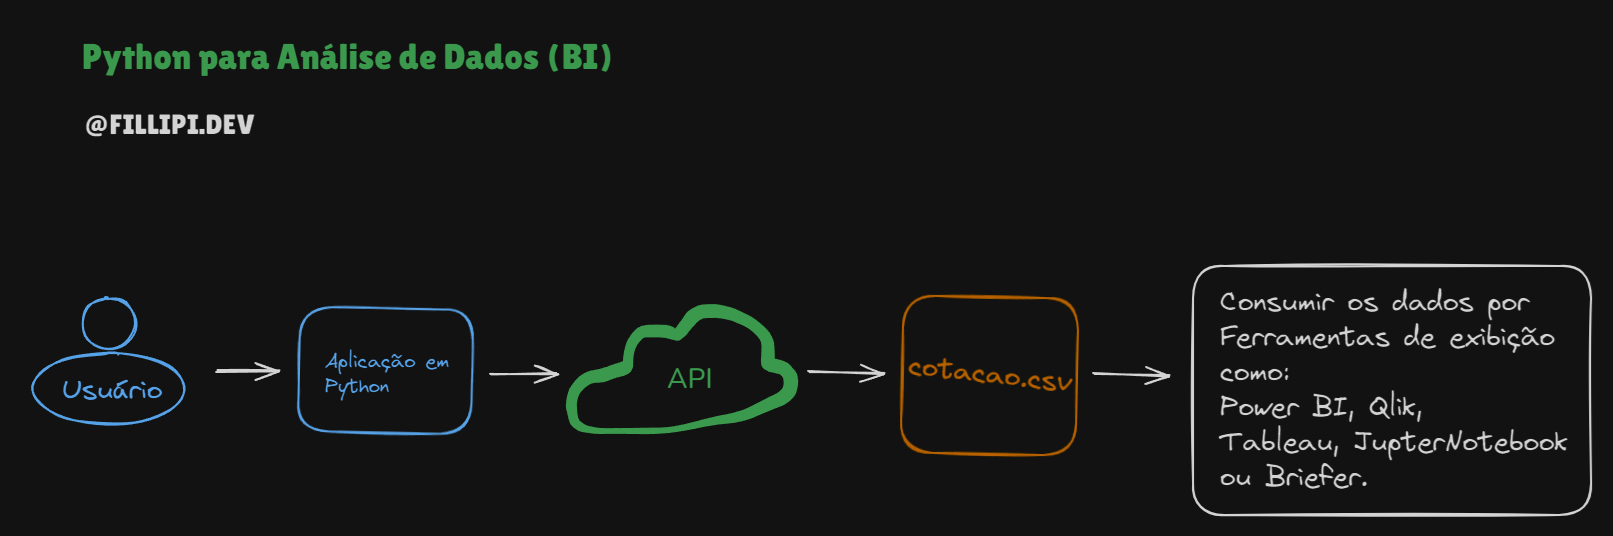 Python para Análise de Dados (BI)
@FILLIPI.DEV
Usuário
Aplicação em
Python
API
cotacao.csv
Consumir os dados por
Ferramentas de exibição
como:
Power BI, Qlik,
Tableau, JupterNotebook
ou Briefer.